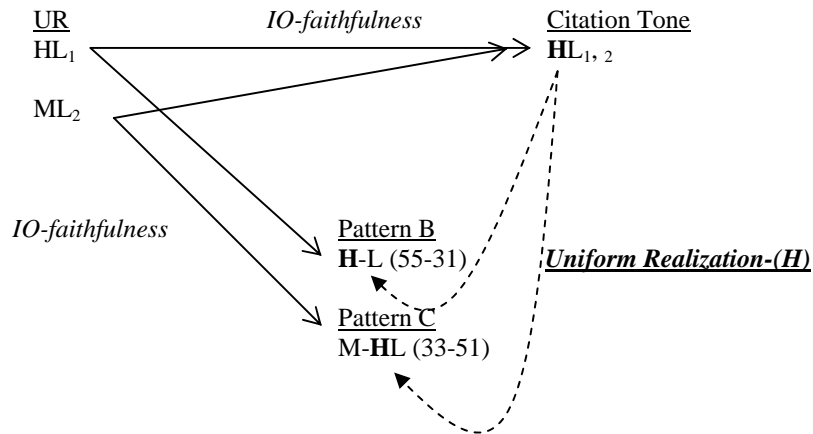 UR IO-faithfulness Citation Tone
HL₁ HL₁, ₂
ML₂
IO-faithfulness
Pattern B
H-L (55-31)
Uniform Realization-(H)
Pattern C
M-HL (33-51)